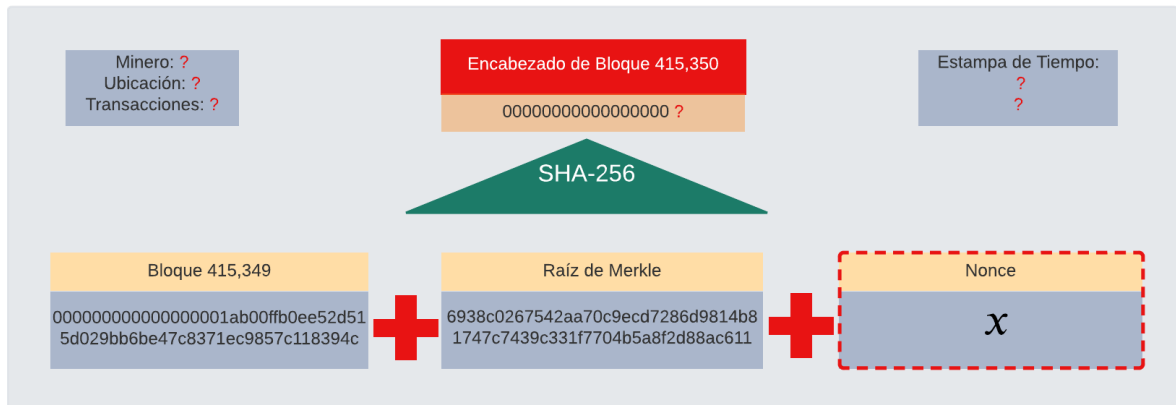 Minero: ?
Ubicación: ?
Transacciones: ?
Encabezado de Bloque 415,350
00000000000000000 ?
Estampa de Tiempo:
?
?
SHA-256
Bloque 415,349
000000000000000001ab00ffb0ee52d51
5d029bb6be47c8371ec9857c118394c
Raíz de Merkle
6938c0267542aa70c9ecd7286d9814b8
1747c7439c331f7704b5a8f2d88ac611
Nonce
x